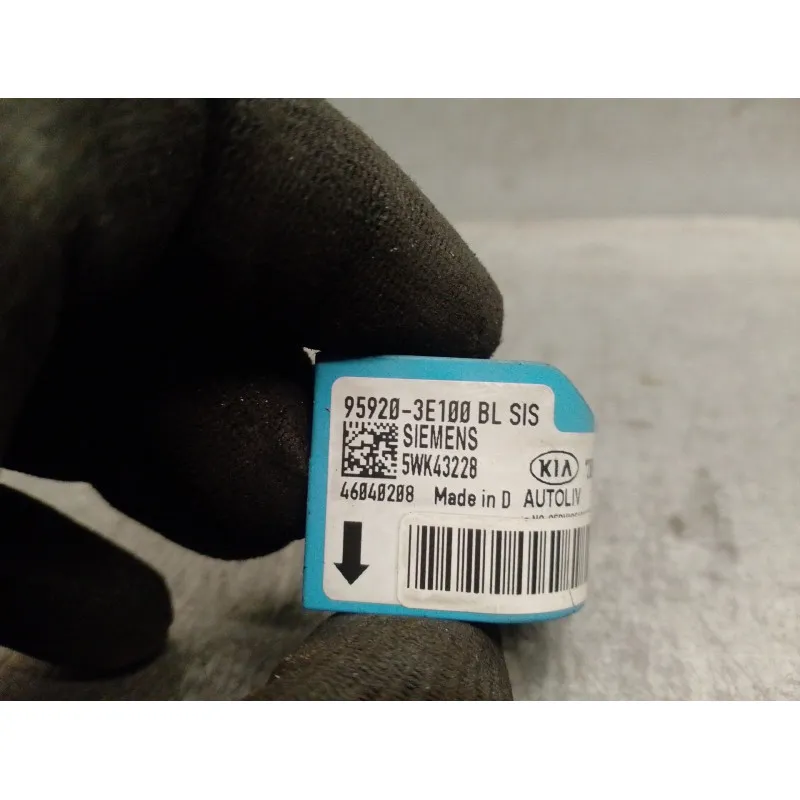 95920-3E100 BL SIS
SIEMENS
5WK43228
KIA
46040208 Made in D AUTOLIV